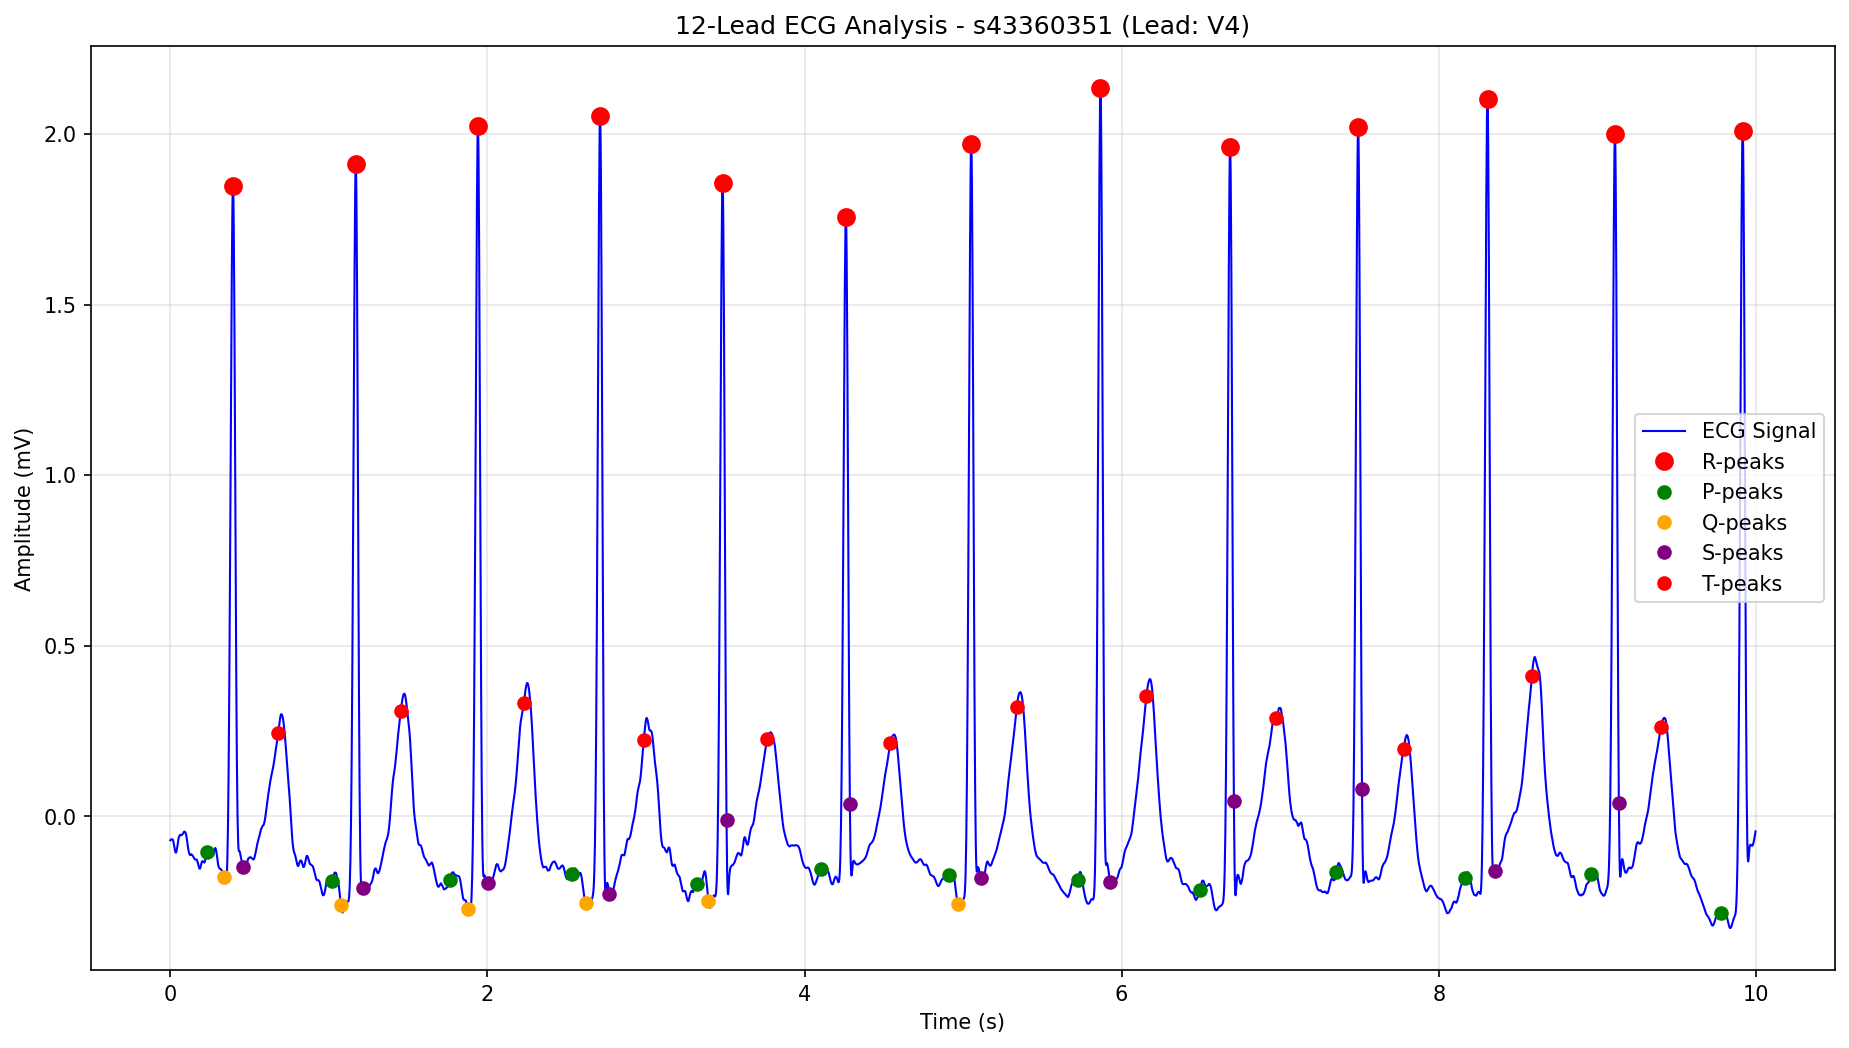 12-Lead ECG Analysis - s43360351 (Lead: V4)
Amplitude (mV)
2.0
1.5
1.0
0.5
0.0
ECG Signal
R-peaks
P-peaks
Q-peaks
S-peaks
T-peaks
0 2 4 6 8 10
Time (s)